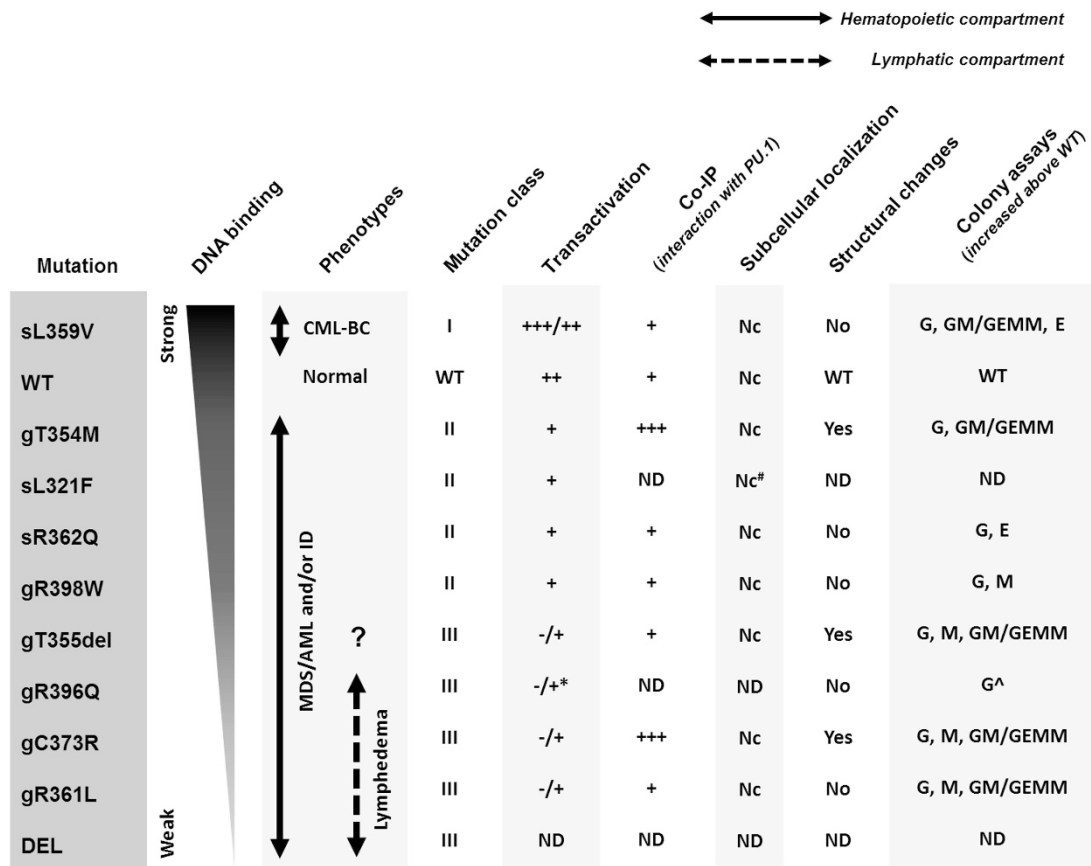 Hematopoietic compartment
Lymphatic compartment
Mutation
DNA binding
Phenotypes
Mutation class
Transactivation
Co-IP
(interaction with PU.1)
Subcellular localization
Structural changes
Colony assays
(increased above WT)
Strong
Weak
MDS/AML and/or ID
?
Lymphedema
sL359V CML-BC I +++/++ + Nc No G, GM/GEMM, E
WT Normal WT ++ + Nc WT WT
gT354M II + +++ Nc Yes G, GM/GEMM
sL321F II + ND Nc# ND ND
sR362Q II + + Nc No G, E
gR398W II + + Nc No G, M
gT355del III -/+ + Nc Yes G, M, GM/GEMM
gR396Q III -/+* ND ND No G^
gC373R III -/+ +++ Nc Yes G, M, GM/GEMM
gR361L III -/+ + Nc No G, M, GM/GEMM
DEL III ND ND ND ND ND